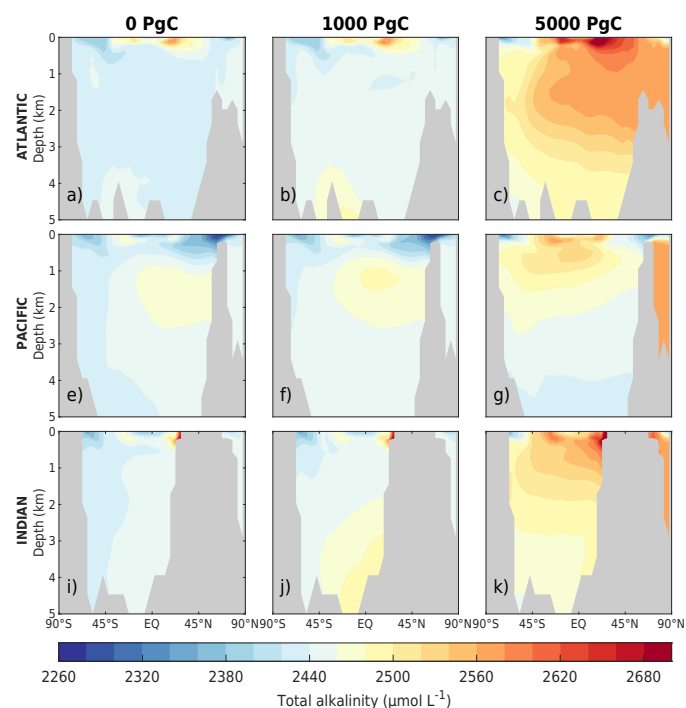 0 PgC 1000 PgC 5000 PgC
ATLANTIC
Depth (km)
0
1
2
3
4
5
a) b) c)
PACIFIC
Depth (km)
0
1
2
3
4
5
e) f) g)
INDIAN
Depth (km)
0
1
2
3
4
5
i) j) k)
90°S 45°S EQ 45°N 90°N90°S 45°S EQ 45°N 90°N90°S 45°S EQ 45°N 90°N
2260 2320 2380 2440 2500 2560 2620 2680
Total alkalinity (μmol L-1)